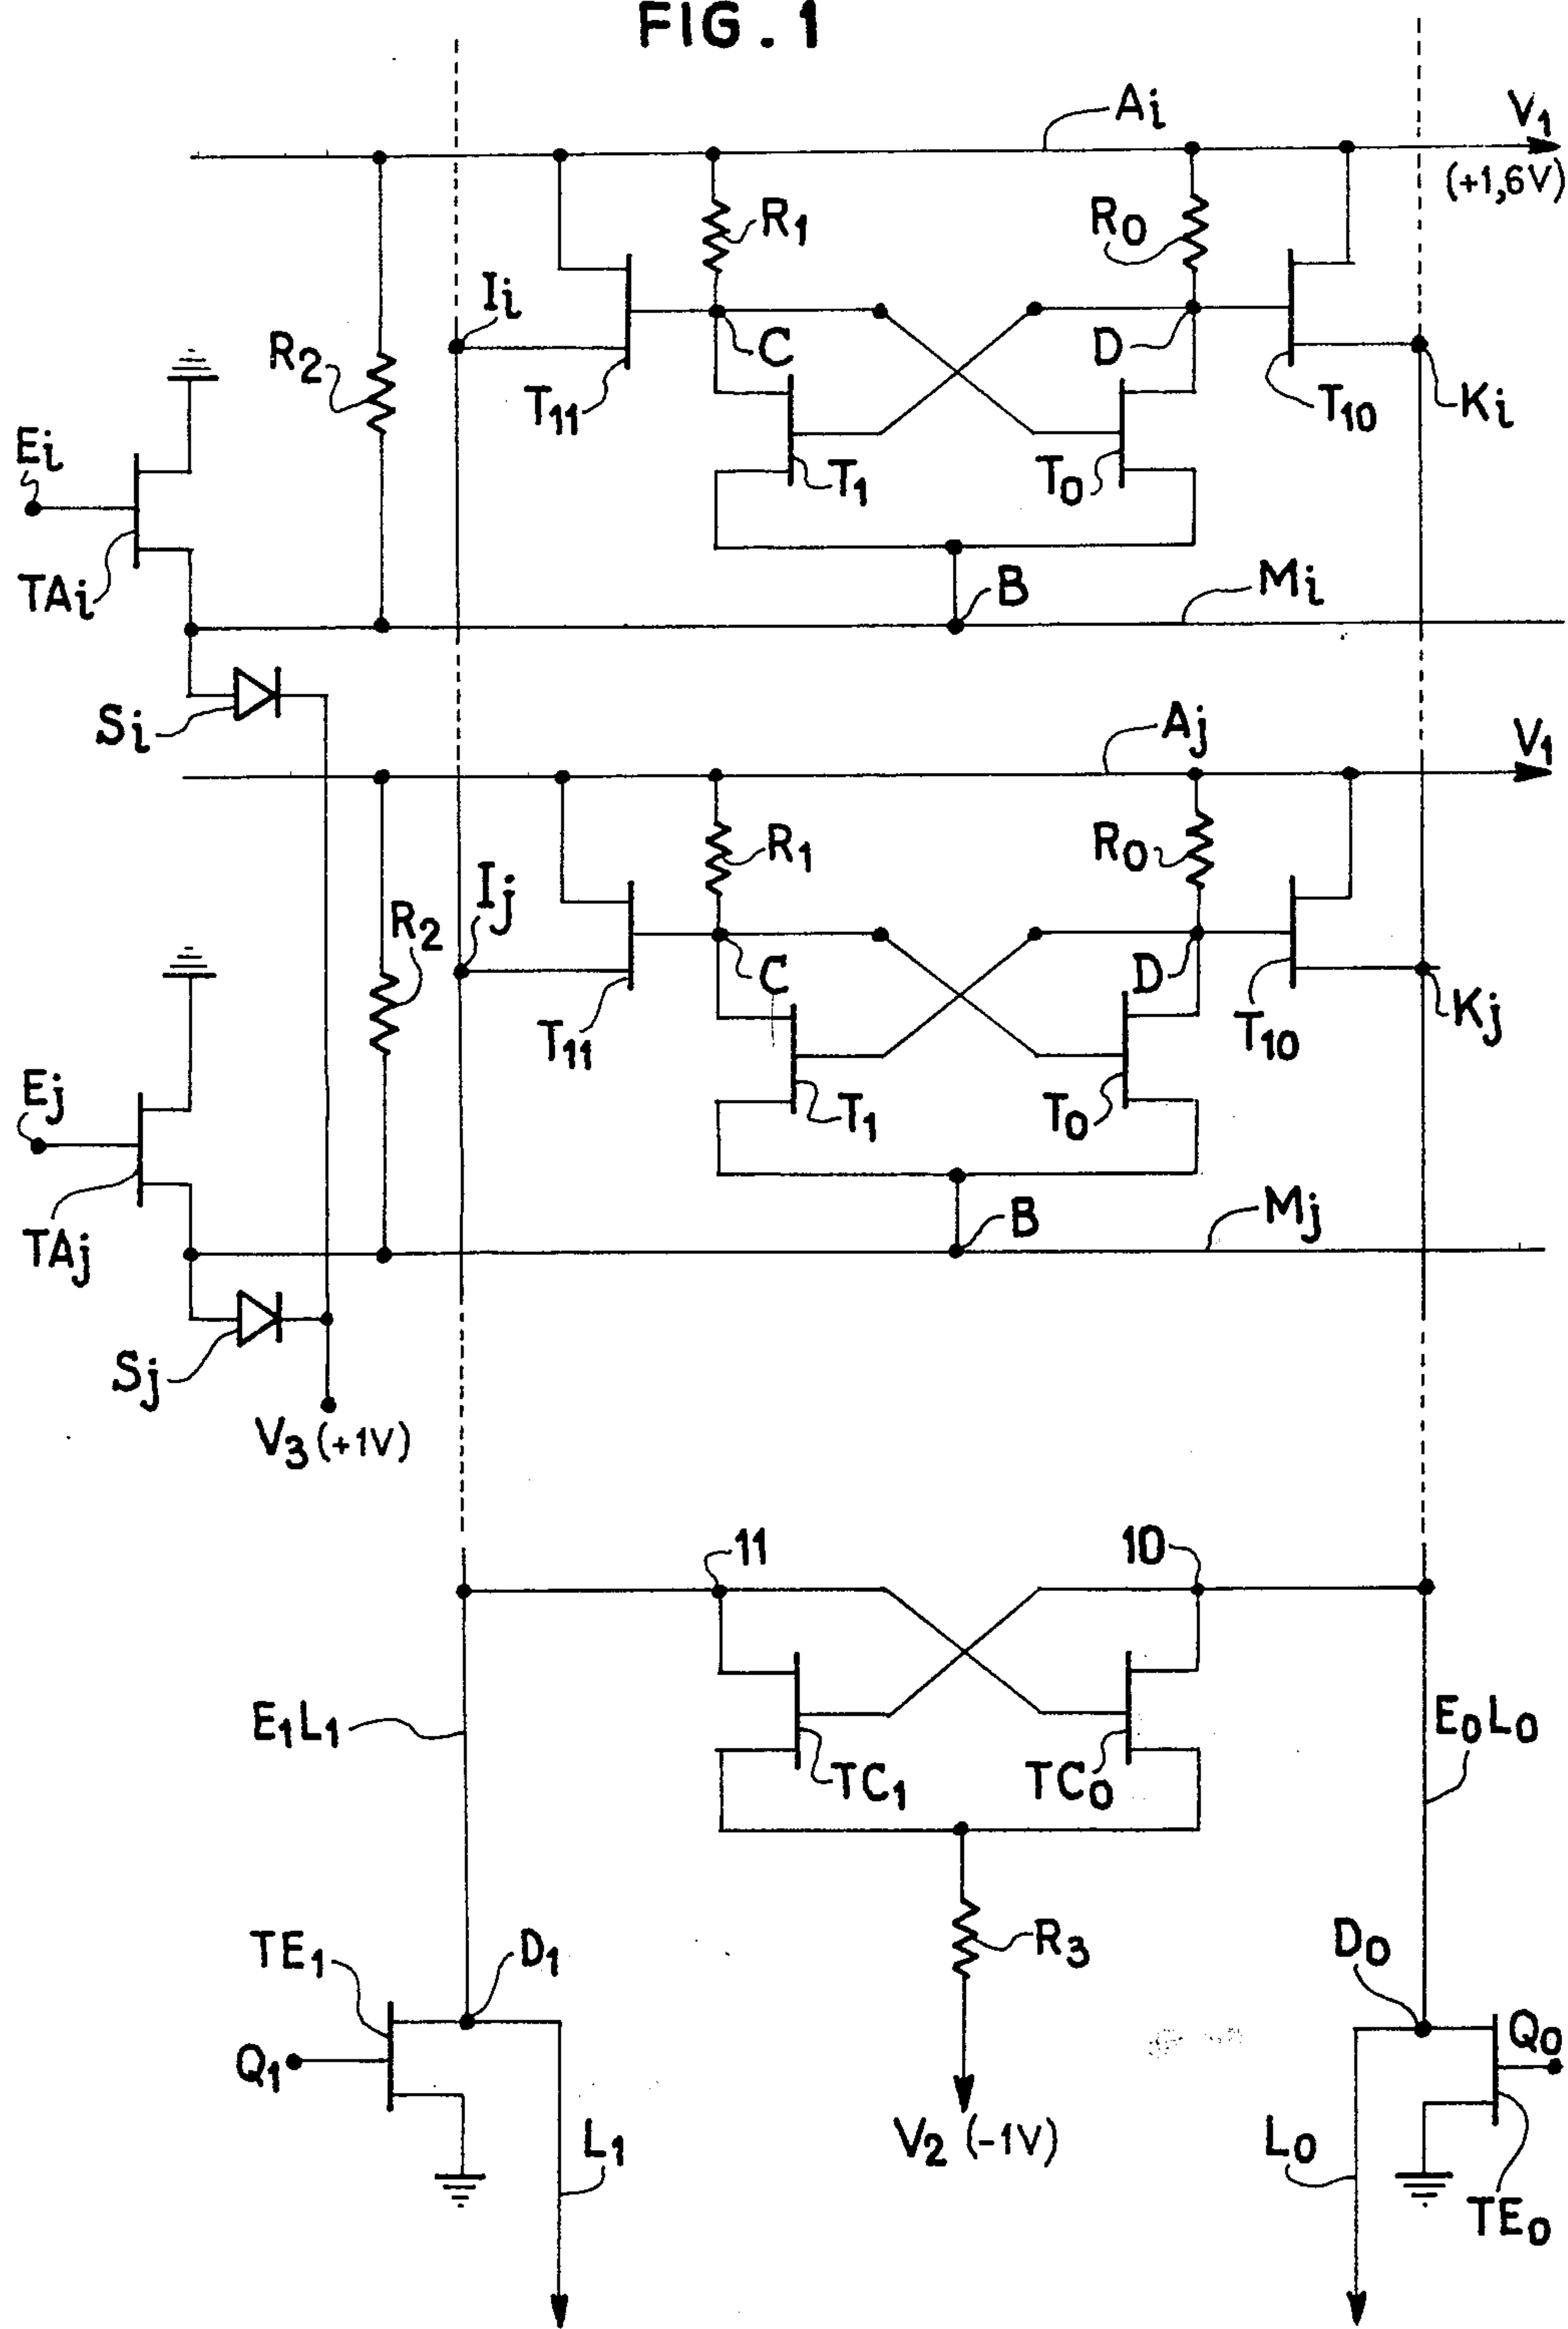 FIG. 1
Ai
V1
(+1,6V)
R1
R0
Ii
R2
C
D
T11
T10
Ki
Ei
T1
T0
TAi
B
Mi
Si
Aj
V1
R1
R0
Ij
R2
C
D
T11
T10
Kj
Ej
T1
T0
TAj
B
Mj
Sj
V3 (+1V)
11
10
E1L1
E0L0
TC1
TC0
TE1
D1
R3
D0
Q1
Q0
V2 (-1V)
L1
L0
TE0